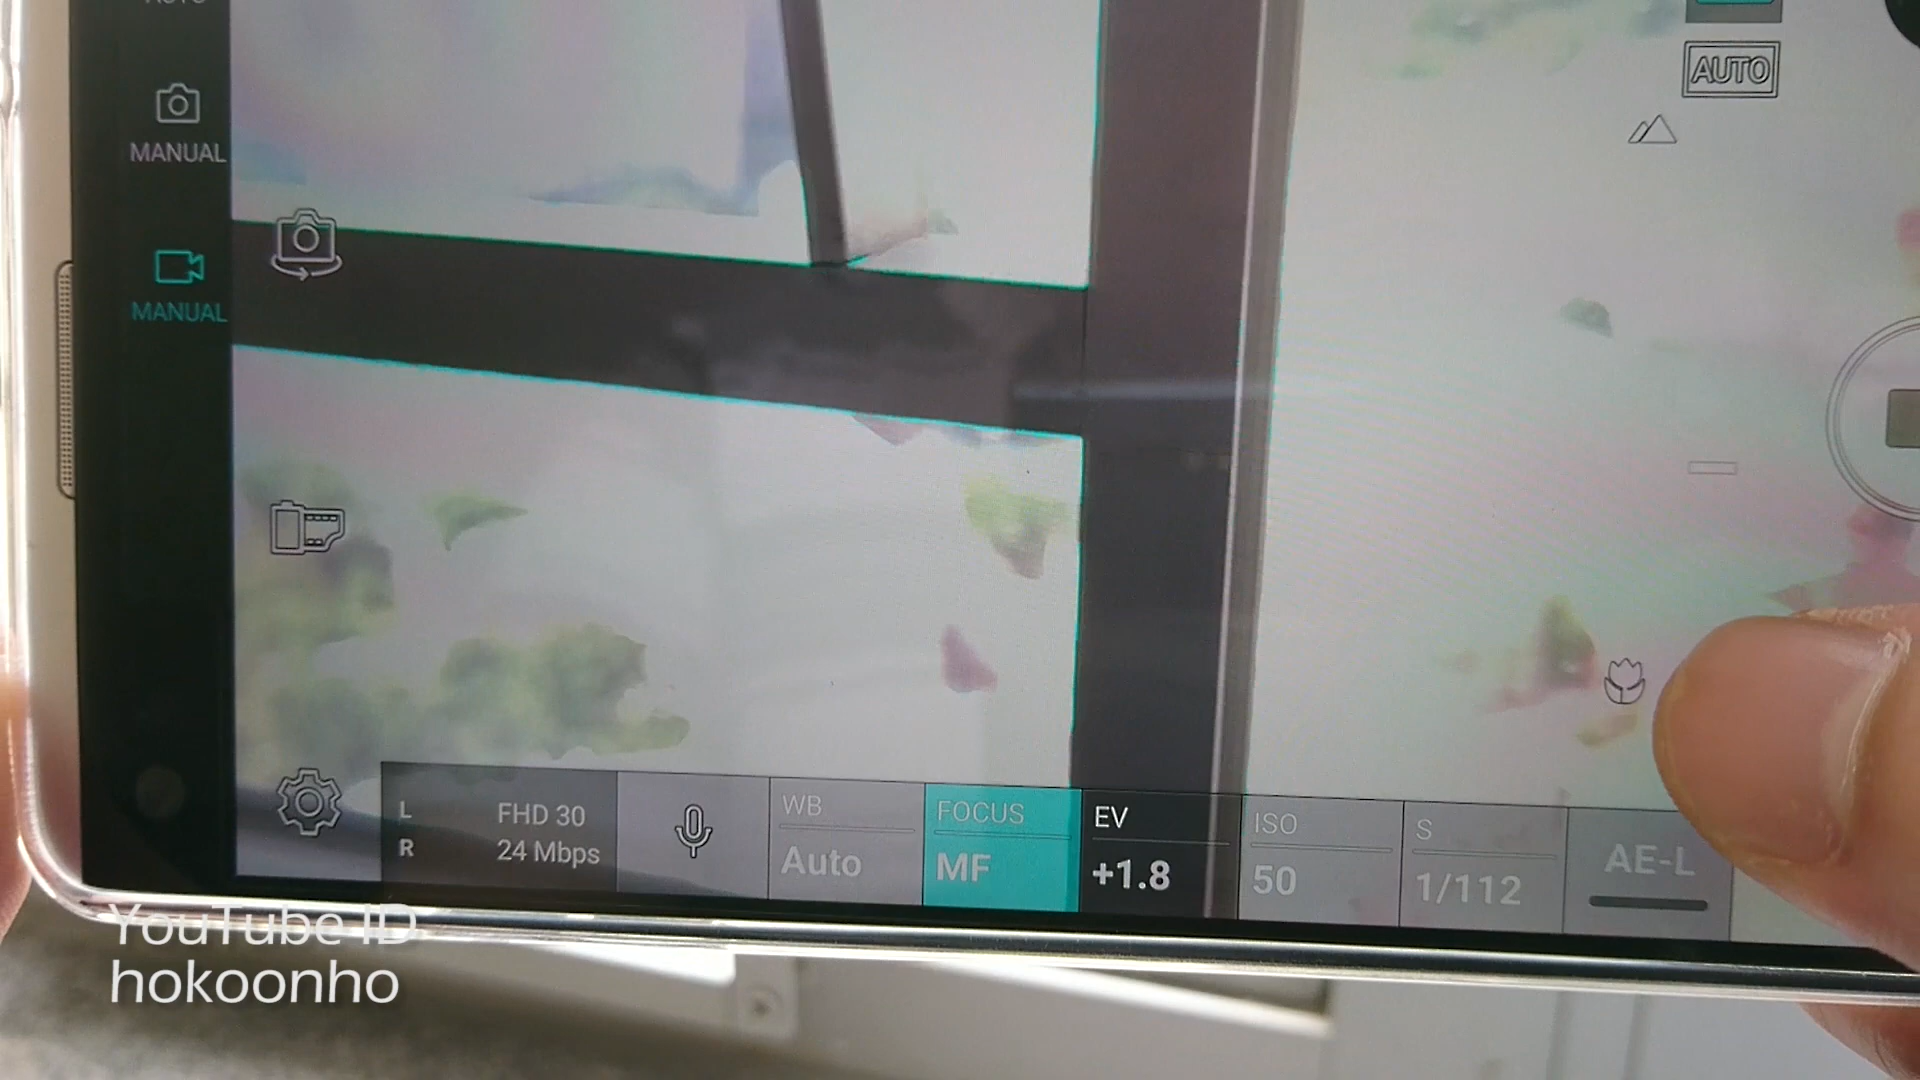 AUTO
MANUAL
MANUAL
AUTO
L
R
FHD 30
24 Mbps
WB
Auto
FOCUS
MF
EV
+1.8
ISO
50
S
1/112
AE-L
YouTube ID
hokoonho